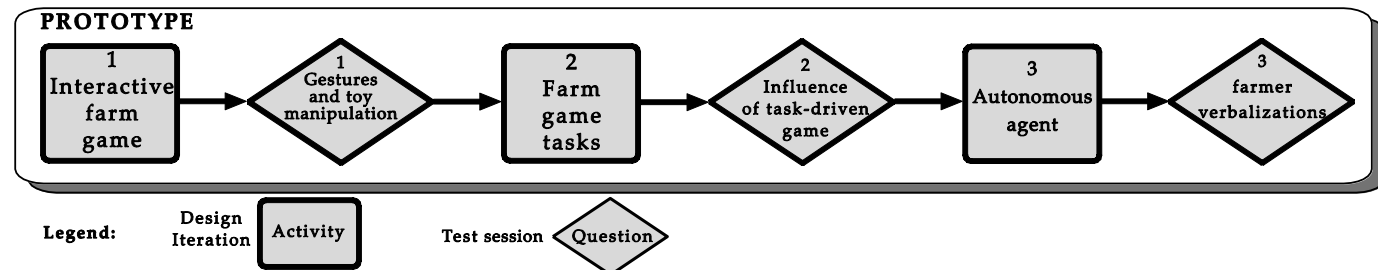 PROTOTYPE
1
Interactive
farm
game
1
Gestures
and toy
manipulation
2
Farm
game
tasks
2
Influence
of task-driven
game
3
Autonomous
agent
3
farmer
verbalizations
Legend:
Design
Iteration
Activity
Test session
Question